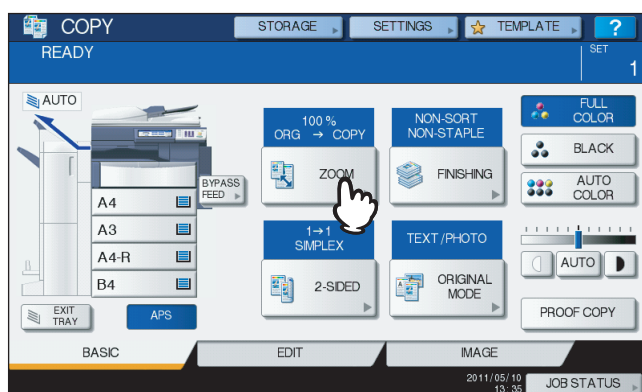 COPY
STORAGE
SETTINGS
TEMPLATE
?
READY
SET
1
AUTO
A4
A3
A4-R
B4
BYPASS
FEED
EXIT
TRAY
APS
100 %
ORG → COPY
ZOOM
NON-SORT
NON-STAPLE
FINISHING
1→1
SIMPLEX
2-SIDED
TEXT/PHOTO
ORIGINAL
MODE
FULL
COLOR
BLACK
AUTO
COLOR
AUTO
PROOF COPY
BASIC
EDIT
IMAGE
2011/05/10
13:35
JOB STATUS